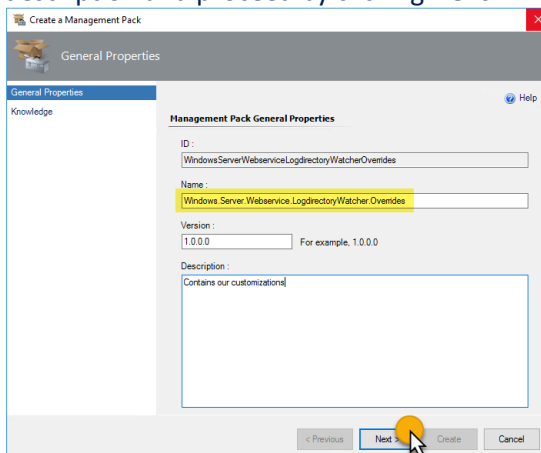 Create a Management Pack
General Properties
General Properties
Knowledge
Help
Management Pack General Properties
ID :
WindowsServerWebserviceLogdirectoryWatcherOverrides
Name :
Windows.Server.Webservice.LogdirectoryWatcher.Overrides
Version :
1.0.0.0 For example, 1.0.0.0
Description :
Contains our customizations
< Previous Next > Create Cancel